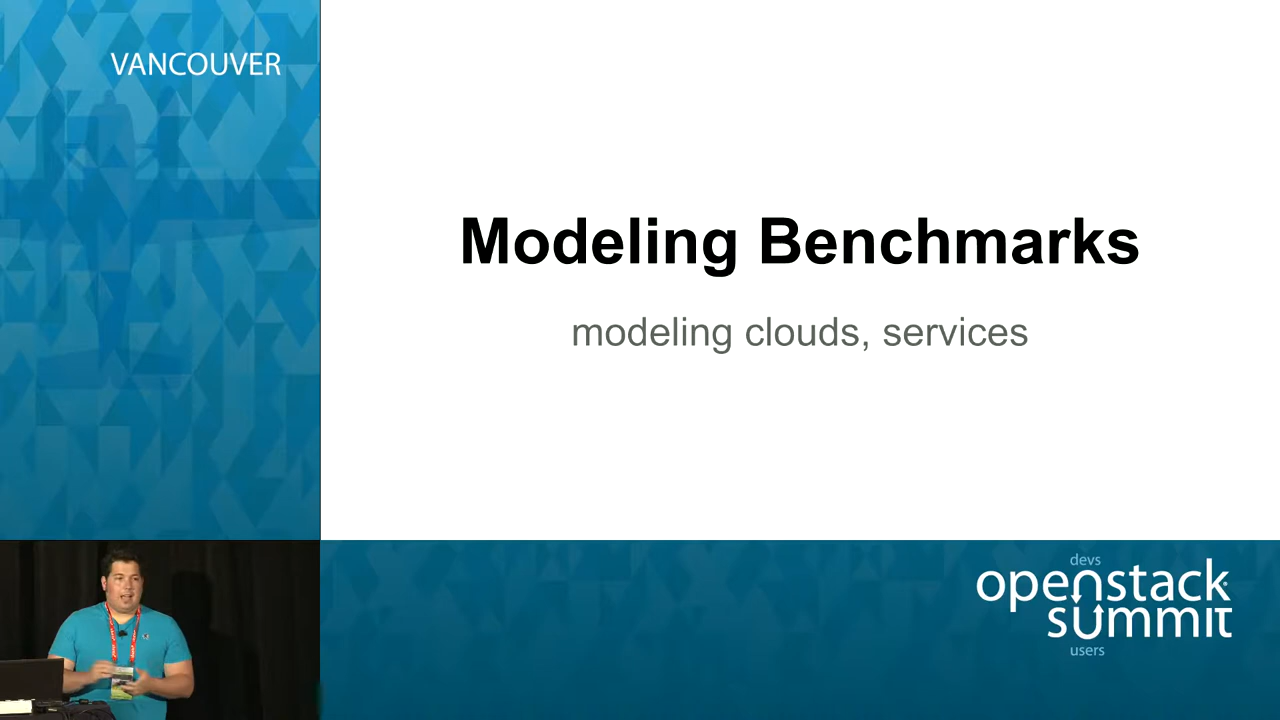 VANCOUVER
Modeling Benchmarks
modeling clouds, services
devs
openstack
summit
users